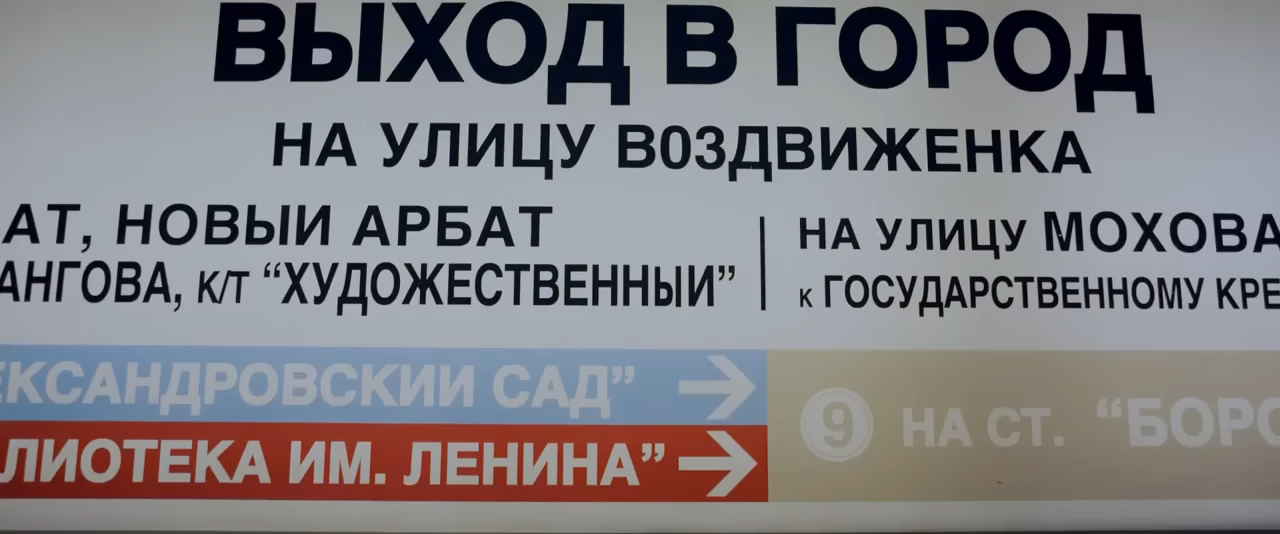 ВЫХОД В ГОРОД
НА УЛИЦУ ВОЗДВИЖЕНКА
АТ, НОВЫЙ АРБАТ
АНГОВА, К/Т “ХУДОЖЕСТВЕННЫЙ”
НА УЛИЦУ МОХОВА
К ГОСУДАРСТВЕННОМУ КРЕ
ЕКСАНДРОВСКИЙ САД” →
ЛИОТЕКА ИМ. ЛЕНИНА” →
9 НА СТ. “БОРО